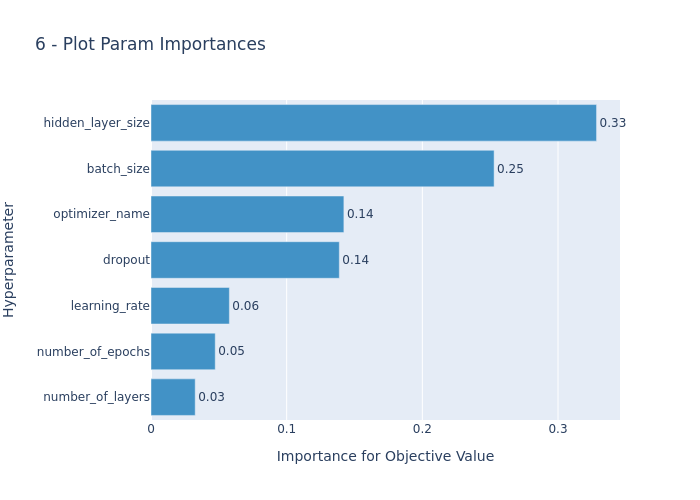 6 - Plot Param Importances
hidden_layer_size
0.33
batch_size
0.25
optimizer_name
0.14
dropout
0.14
learning_rate
0.06
number_of_epochs
0.05
number_of_layers
0.03
0
0.1
0.2
0.3
Importance for Objective Value
Hyperparameter